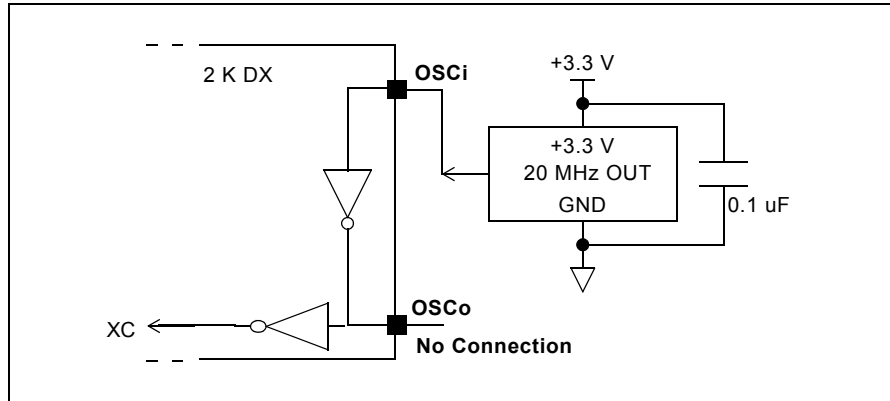 2 K DX
OSCi
+3.3 V
+3.3 V
20 MHz OUT
GND
0.1 uF
OSCo
XC
No Connection